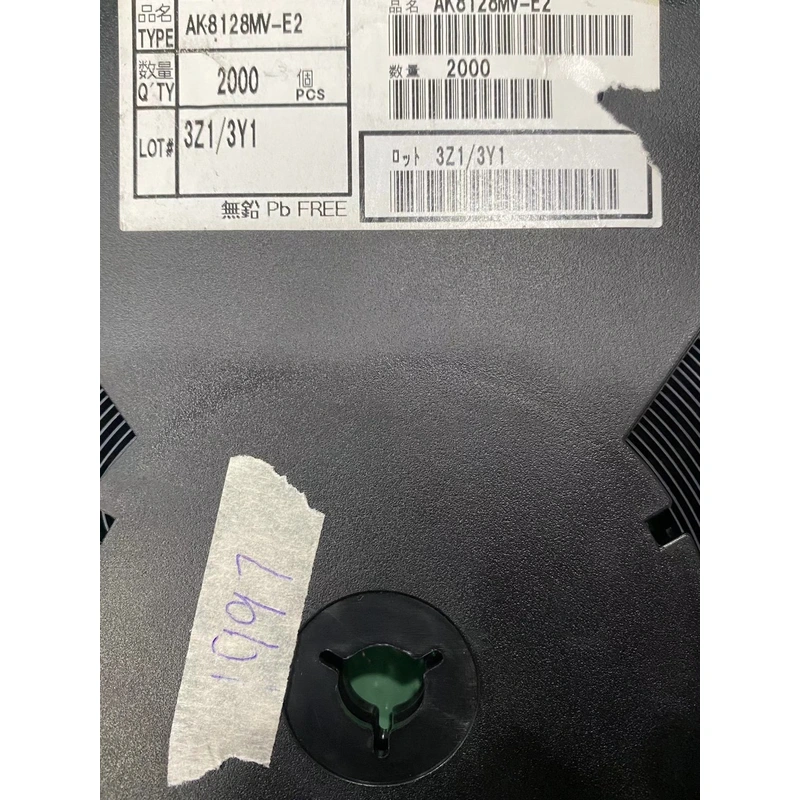 品名
TYPE AK8128MV-E2
数量
Q'TY 2000 個
PCS
LOT# 3Z1/3Y1
無鉛 Pb FREE
品名 AK8128MV-E2
数量 2000
ロット 3Z1/3Y1
1997